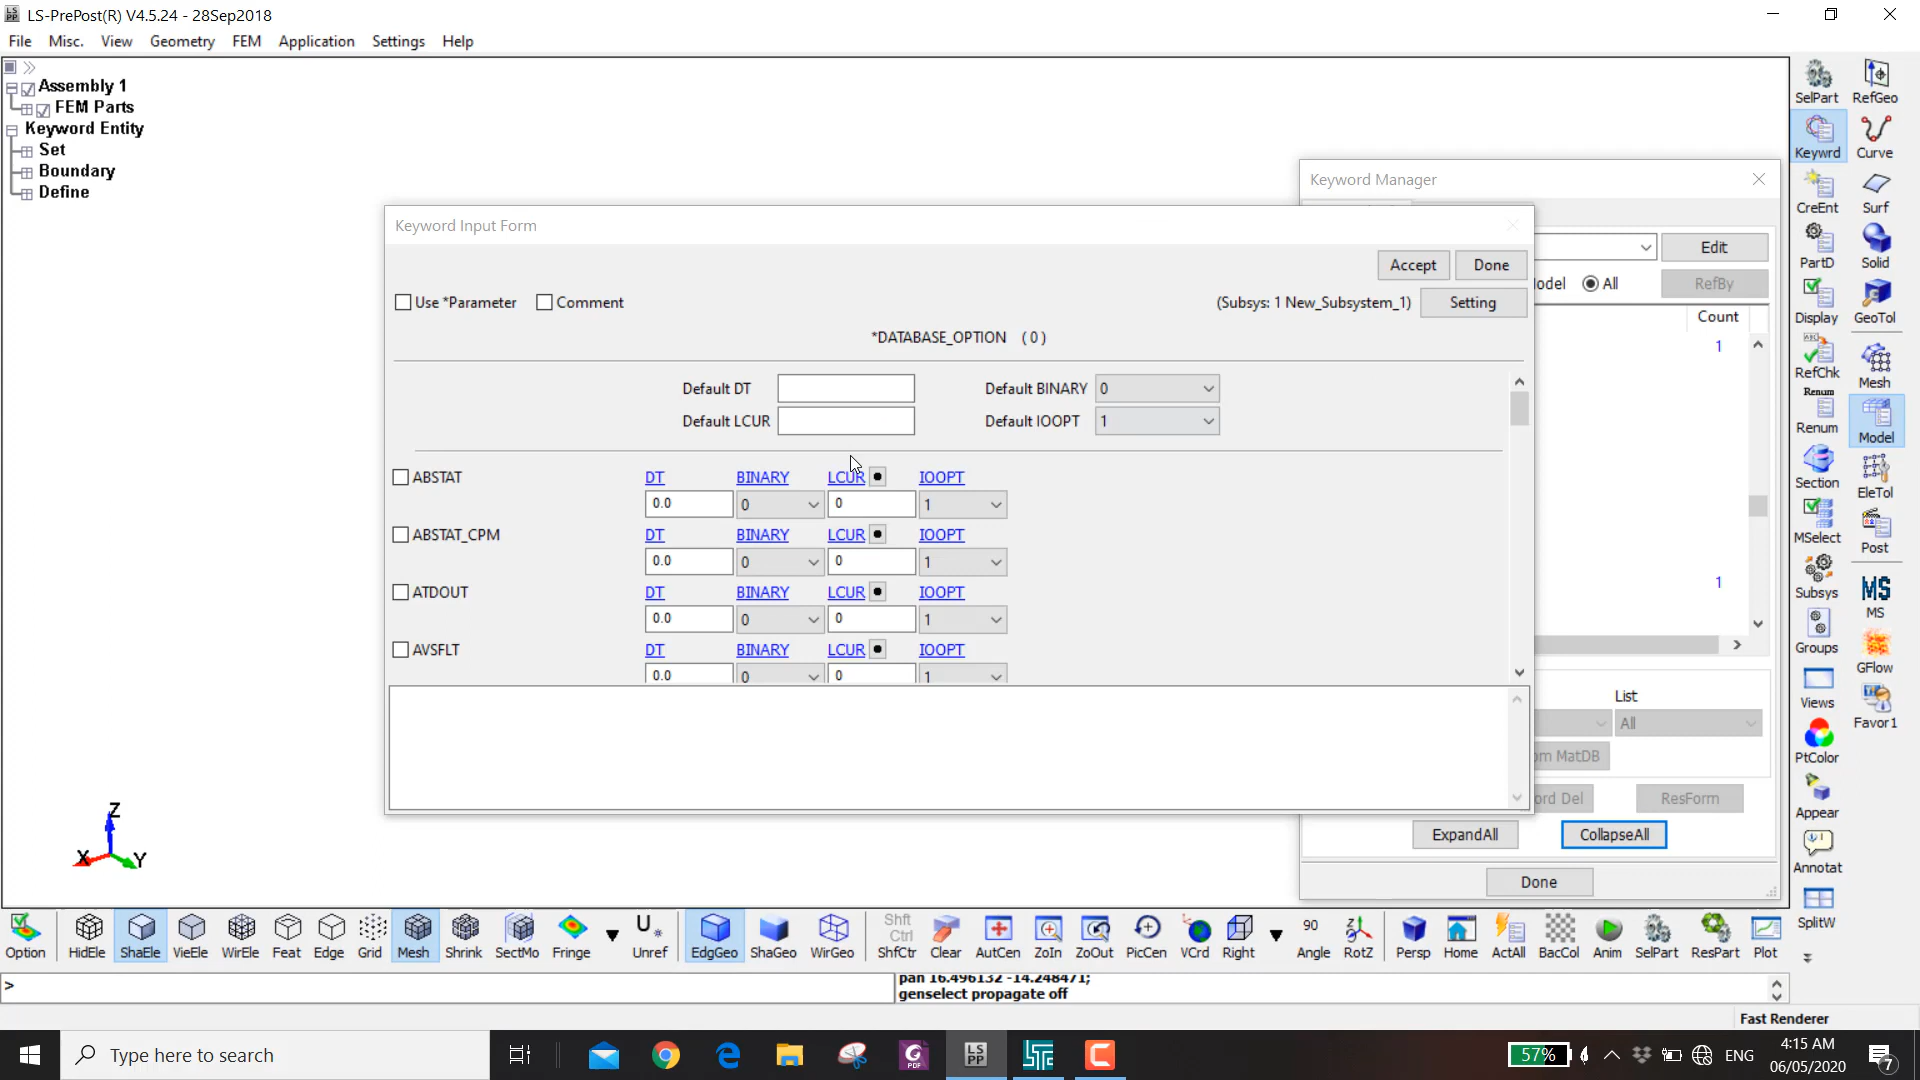 LS-PrePost(R) V4.5.24 - 28Sep2018
File Misc. View Geometry FEM Application Settings Help
Assembly 1
FEM Parts
Keyword Entity
Set
Boundary
Define
Keyword Manager
Edit
odel All RefBy
Count
1
1
List
All
om MatDB
ord Del ResForm
ExpandAll CollapseAll
Done
Keyword Input Form
Accept Done
Use *Parameter Comment (Subsys: 1 New_Subsystem_1) Setting
*DATABASE_OPTION (0)
Default DT Default BINARY 0
Default LCUR Default IOOPT 1
ABSTAT DT BINARY LCUR IOOPT
0.0 0 0 1
ABSTAT_CPM DT BINARY LCUR IOOPT
0.0 0 0 1
ATDOUT DT BINARY LCUR IOOPT
0.0 0 0 1
AVSFLT DT BINARY LCUR IOOPT
0.0 0 0 1
SelPart RefGeo
Keywrd Curve
CreEnt Surf
PartD Solid
Display GeoTol
RefChk Mesh
Renum
Renum Model
Section EleTol
MSelect Post
Subsys MS
MS
Groups GFlow
Views Favor1
PtColor
Appear
Annotat
SplitW
Z
X Y
Option HidEle ShaEle VieEle WirEle Feat Edge Grid Mesh Shrink SectMo Fringe Unref EdgGeo ShaGeo WirGeo Shft Ctrl ShfCtr Clear AutCen ZoIn ZoOut PicCen VCrd Right 90 Angle RotZ Persp Home ActAll BacCol Anim SelPart ResPart Plot
>
pan 16.496132 -14.248471;
genselect propagate off
Fast Renderer
Type here to search
57% ENG 4:15 AM
06/05/2020
7